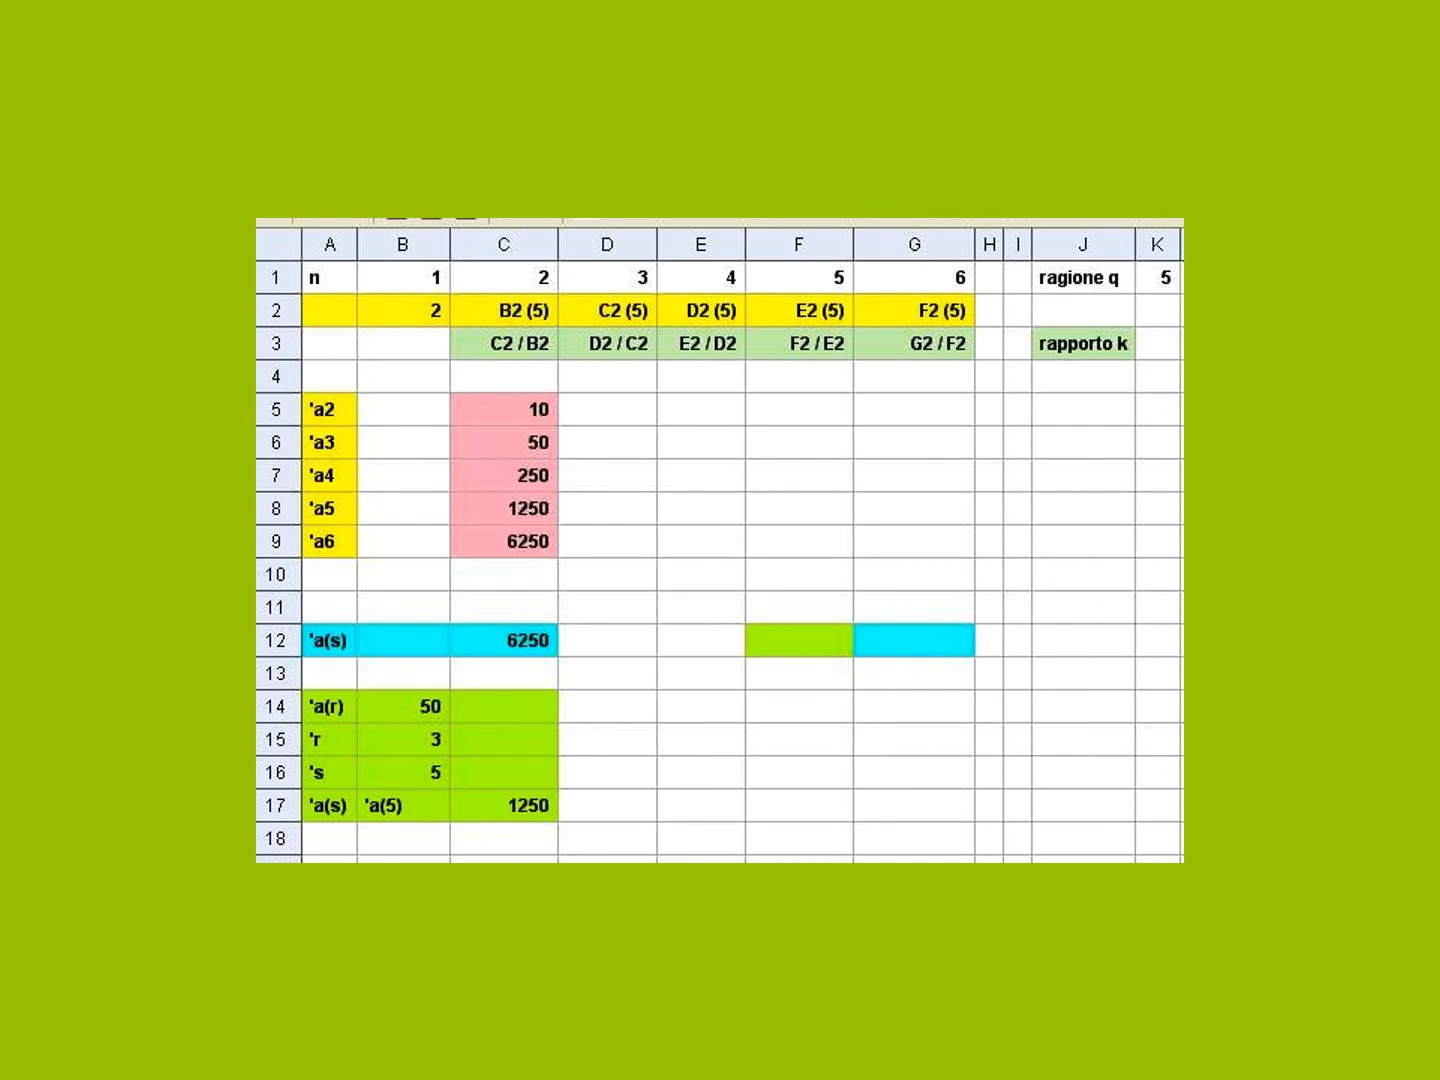 A B C D E F G H I J K
1 n 1 2 3 4 5 6 ragione q 5
2 2 B2 (5) C2 (5) D2 (5) E2 (5) F2 (5)
3 C2 / B2 D2 / C2 E2 / D2 F2 / E2 G2 / F2 rapporto k
4
5 'a2 10
6 'a3 50
7 'a4 250
8 'a5 1250
9 'a6 6250
10
11
12 'a(s) 6250
13
14 'a(r) 50
15 'r 3
16 's 5
17 'a(s) 'a(5) 1250
18